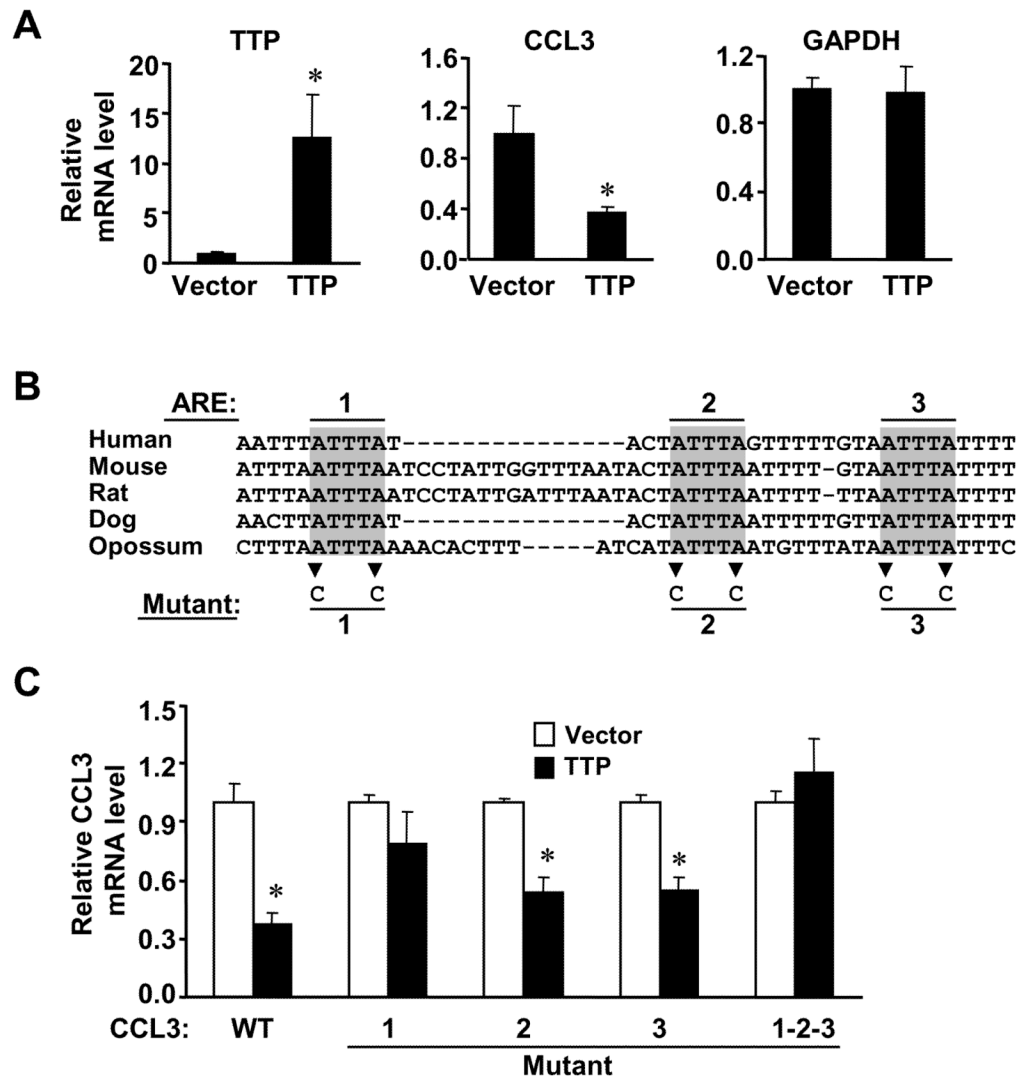 A
TTP
CCL3
GAPDH
Relative
mRNA level
20
15
10
5
0
*
Vector
TTP
1.6
1.2
0.8
0.4
0.0
*
Vector
TTP
1.2
0.8
0.4
0.0
Vector
TTP
B
ARE: 1 2 3
Human AATTTATTTAT---------------ACTATTTAGTTTTTGTAATTTATTTT
Mouse ATTTAATTTAATCCTATTGGTTTAATACTATTTAATTTT-GTAATTTATTTT
Rat ATTTAATTTAATCCTATTGATTTAATACTATTTAATTTT-TTAATTTATTTT
Dog AACTTATTTAT---------------ACTATTTAATTTTTGTTATTTATTTT
Opossum CTTTAATTTAAAACACTTT-----ATCATATTTAATGTTTATAATTTATTTC
C C C C C C
Mutant: 1 2 3
C
Relative CCL3
mRNA level
1.5
1.2
0.9
0.6
0.3
0.0
Vector
TTP
*
*
*
CCL3: WT 1 2 3 1-2-3
Mutant